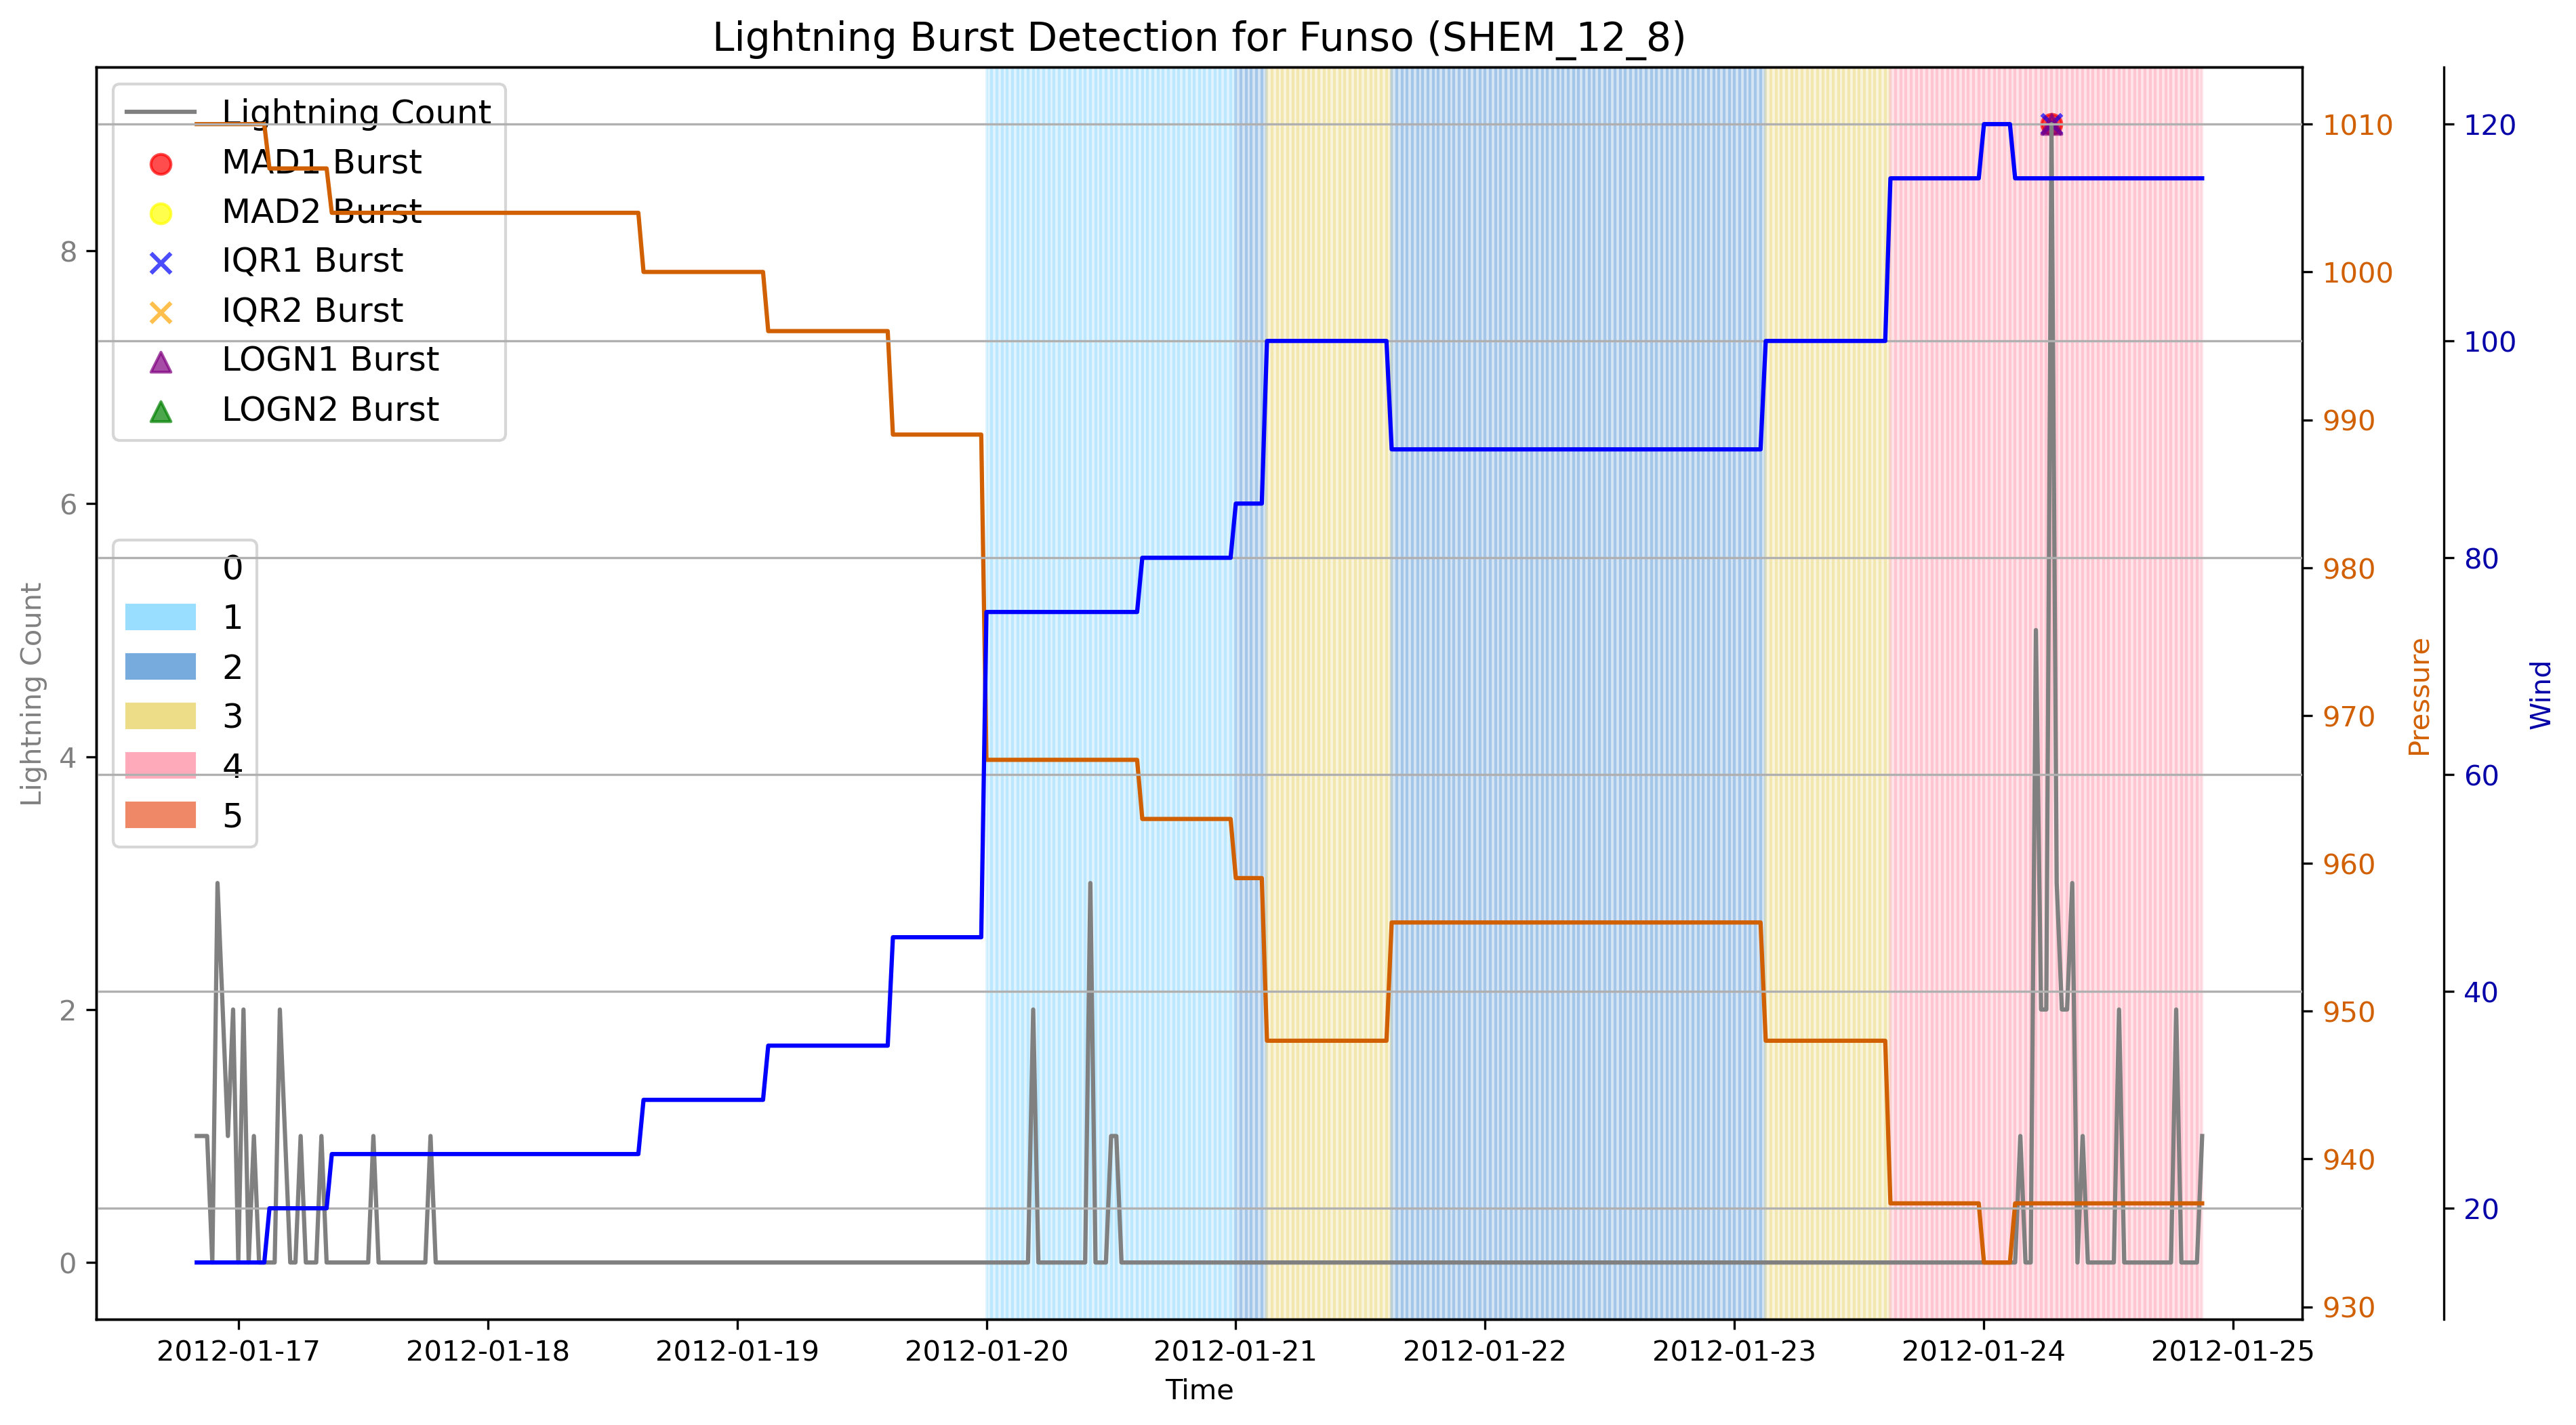 Lightning Burst Detection for Funso (SHEM_12_8)
Lightning Count
MAD1 Burst
MAD2 Burst
IQR1 Burst
IQR2 Burst
LOGN1 Burst
LOGN2 Burst
0
1
2
3
4
5
Lightning Count
8
6
4
2
0
1010
1000
990
980
970
960
950
940
930
Pressure
120
100
80
60
40
20
Wind
2012-01-17 2012-01-18 2012-01-19 2012-01-20 2012-01-21 2012-01-22 2012-01-23 2012-01-24 2012-01-25
Time